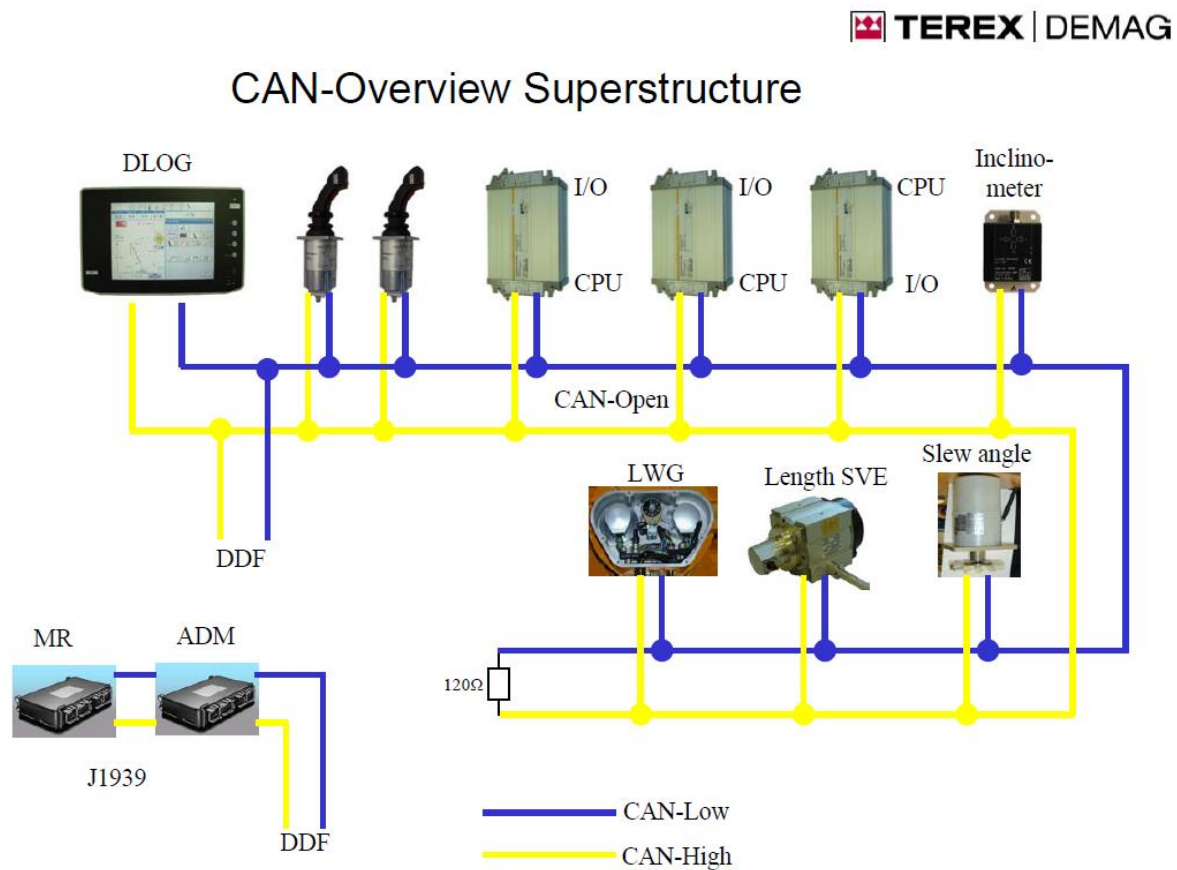 TEREX | DEMAG
CAN-Overview Superstructure
DLOG
I/O
I/O
CPU
Inclino-
meter
CPU
CPU
I/O
CAN-Open
LWG
Length SVE
Slew angle
DDF
MR
ADM
120Ω
J1939
DDF
CAN-Low
CAN-High